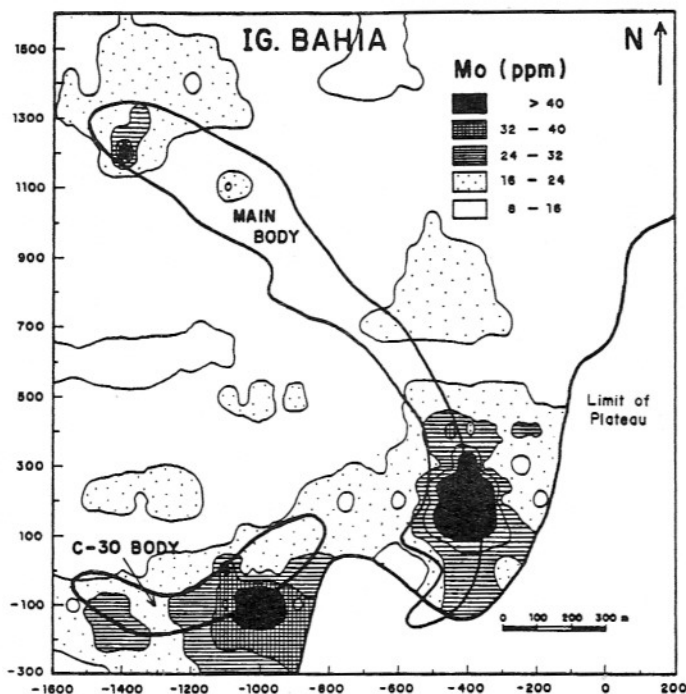 IG. BAHIA
N
Mo (ppm)
> 40
32 - 40
24 - 32
16 - 24
8 - 16
MAIN
BODY
Limit of
Plateau
C-30 BODY
0 100 200 300 m
1500
1300
1100
900
700
500
300
100
-100
-300
-1600 -1400 -1200 -1000 -800 -600 -400 -200 0 200